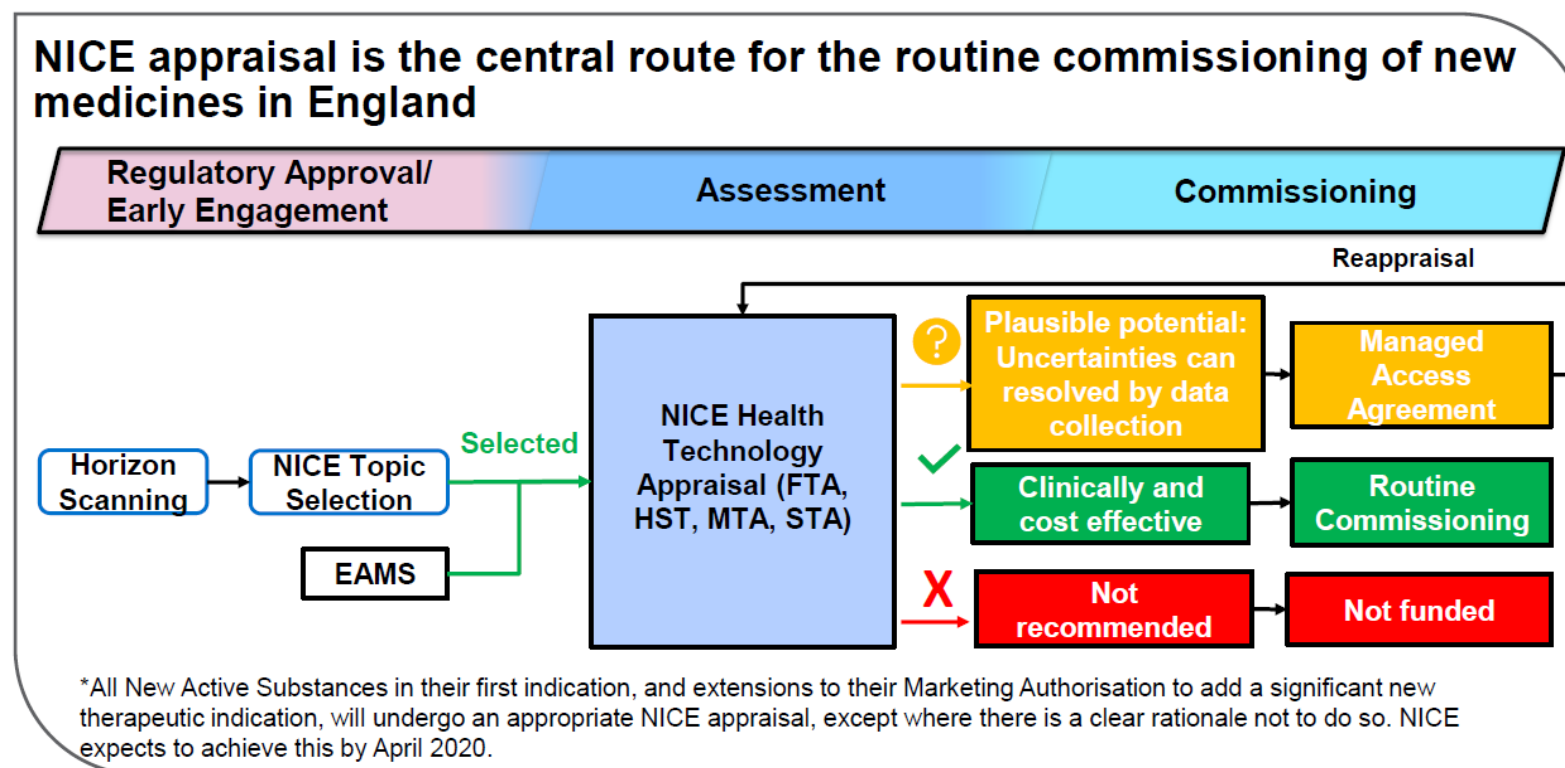 NICE appraisal is the central route for the routine commissioning of new
medicines in England
Regulatory Approval/
Early Engagement
Assessment
Commissioning
Reappraisal
Horizon
Scanning
NICE Topic
Selection
Selected
EAMS
NICE Health
Technology
Appraisal (FTA,
HST, MTA, STA)
?
Plausible potential:
Uncertainties can
resolved by data
collection
Managed
Access
Agreement
Clinically and
cost effective
Routine
Commissioning
X
Not
recommended
Not funded
*All New Active Substances in their first indication, and extensions to their Marketing Authorisation to add a significant new
therapeutic indication, will undergo an appropriate NICE appraisal, except where there is a clear rationale not to do so. NICE
expects to achieve this by April 2020.